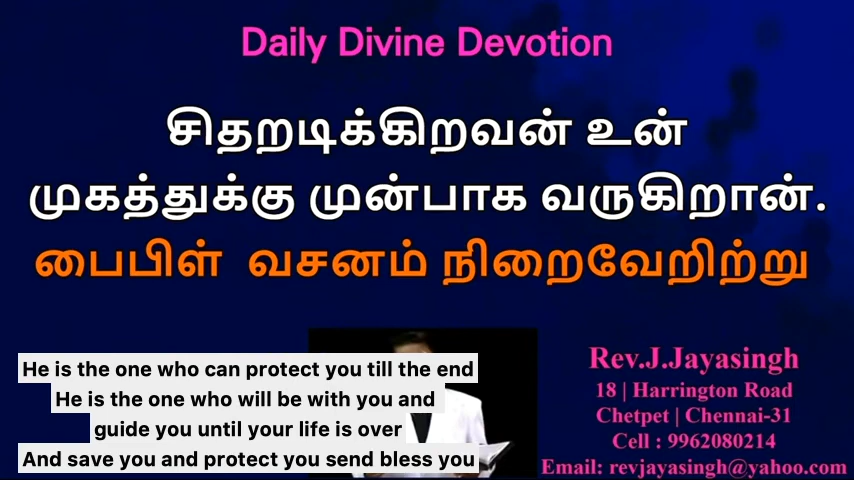 Daily Divine Devotion
சிதறடிக்கிறவன் உன்
முகத்துக்கு முன்பாக வருகிறான்.
பைபிள் வசனம் நிறைவேறிற்று
He is the one who can protect you till the end
He is the one who will be with you and
guide you until your life is over
And save you and protect you send bless you
Rev.J.Jayasingh
18 | Harrington Road
Chetpet | Chennai-31
Cell : 9962080214
Email: revjayasingh@yahoo.com